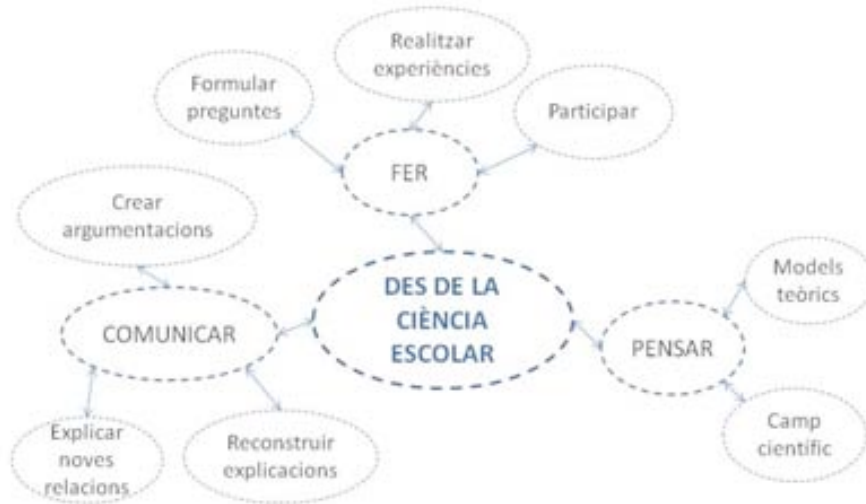 Realitzar
experiències
Formular
preguntes
Participar
FER
Crear
argumentacions
DES DE LA
CIÈNCIA
ESCOLAR
Models
teòrics
COMUNICAR
PENSAR
Explicar
noves
relacions
Reconstruir
explicacions
Camp
científic